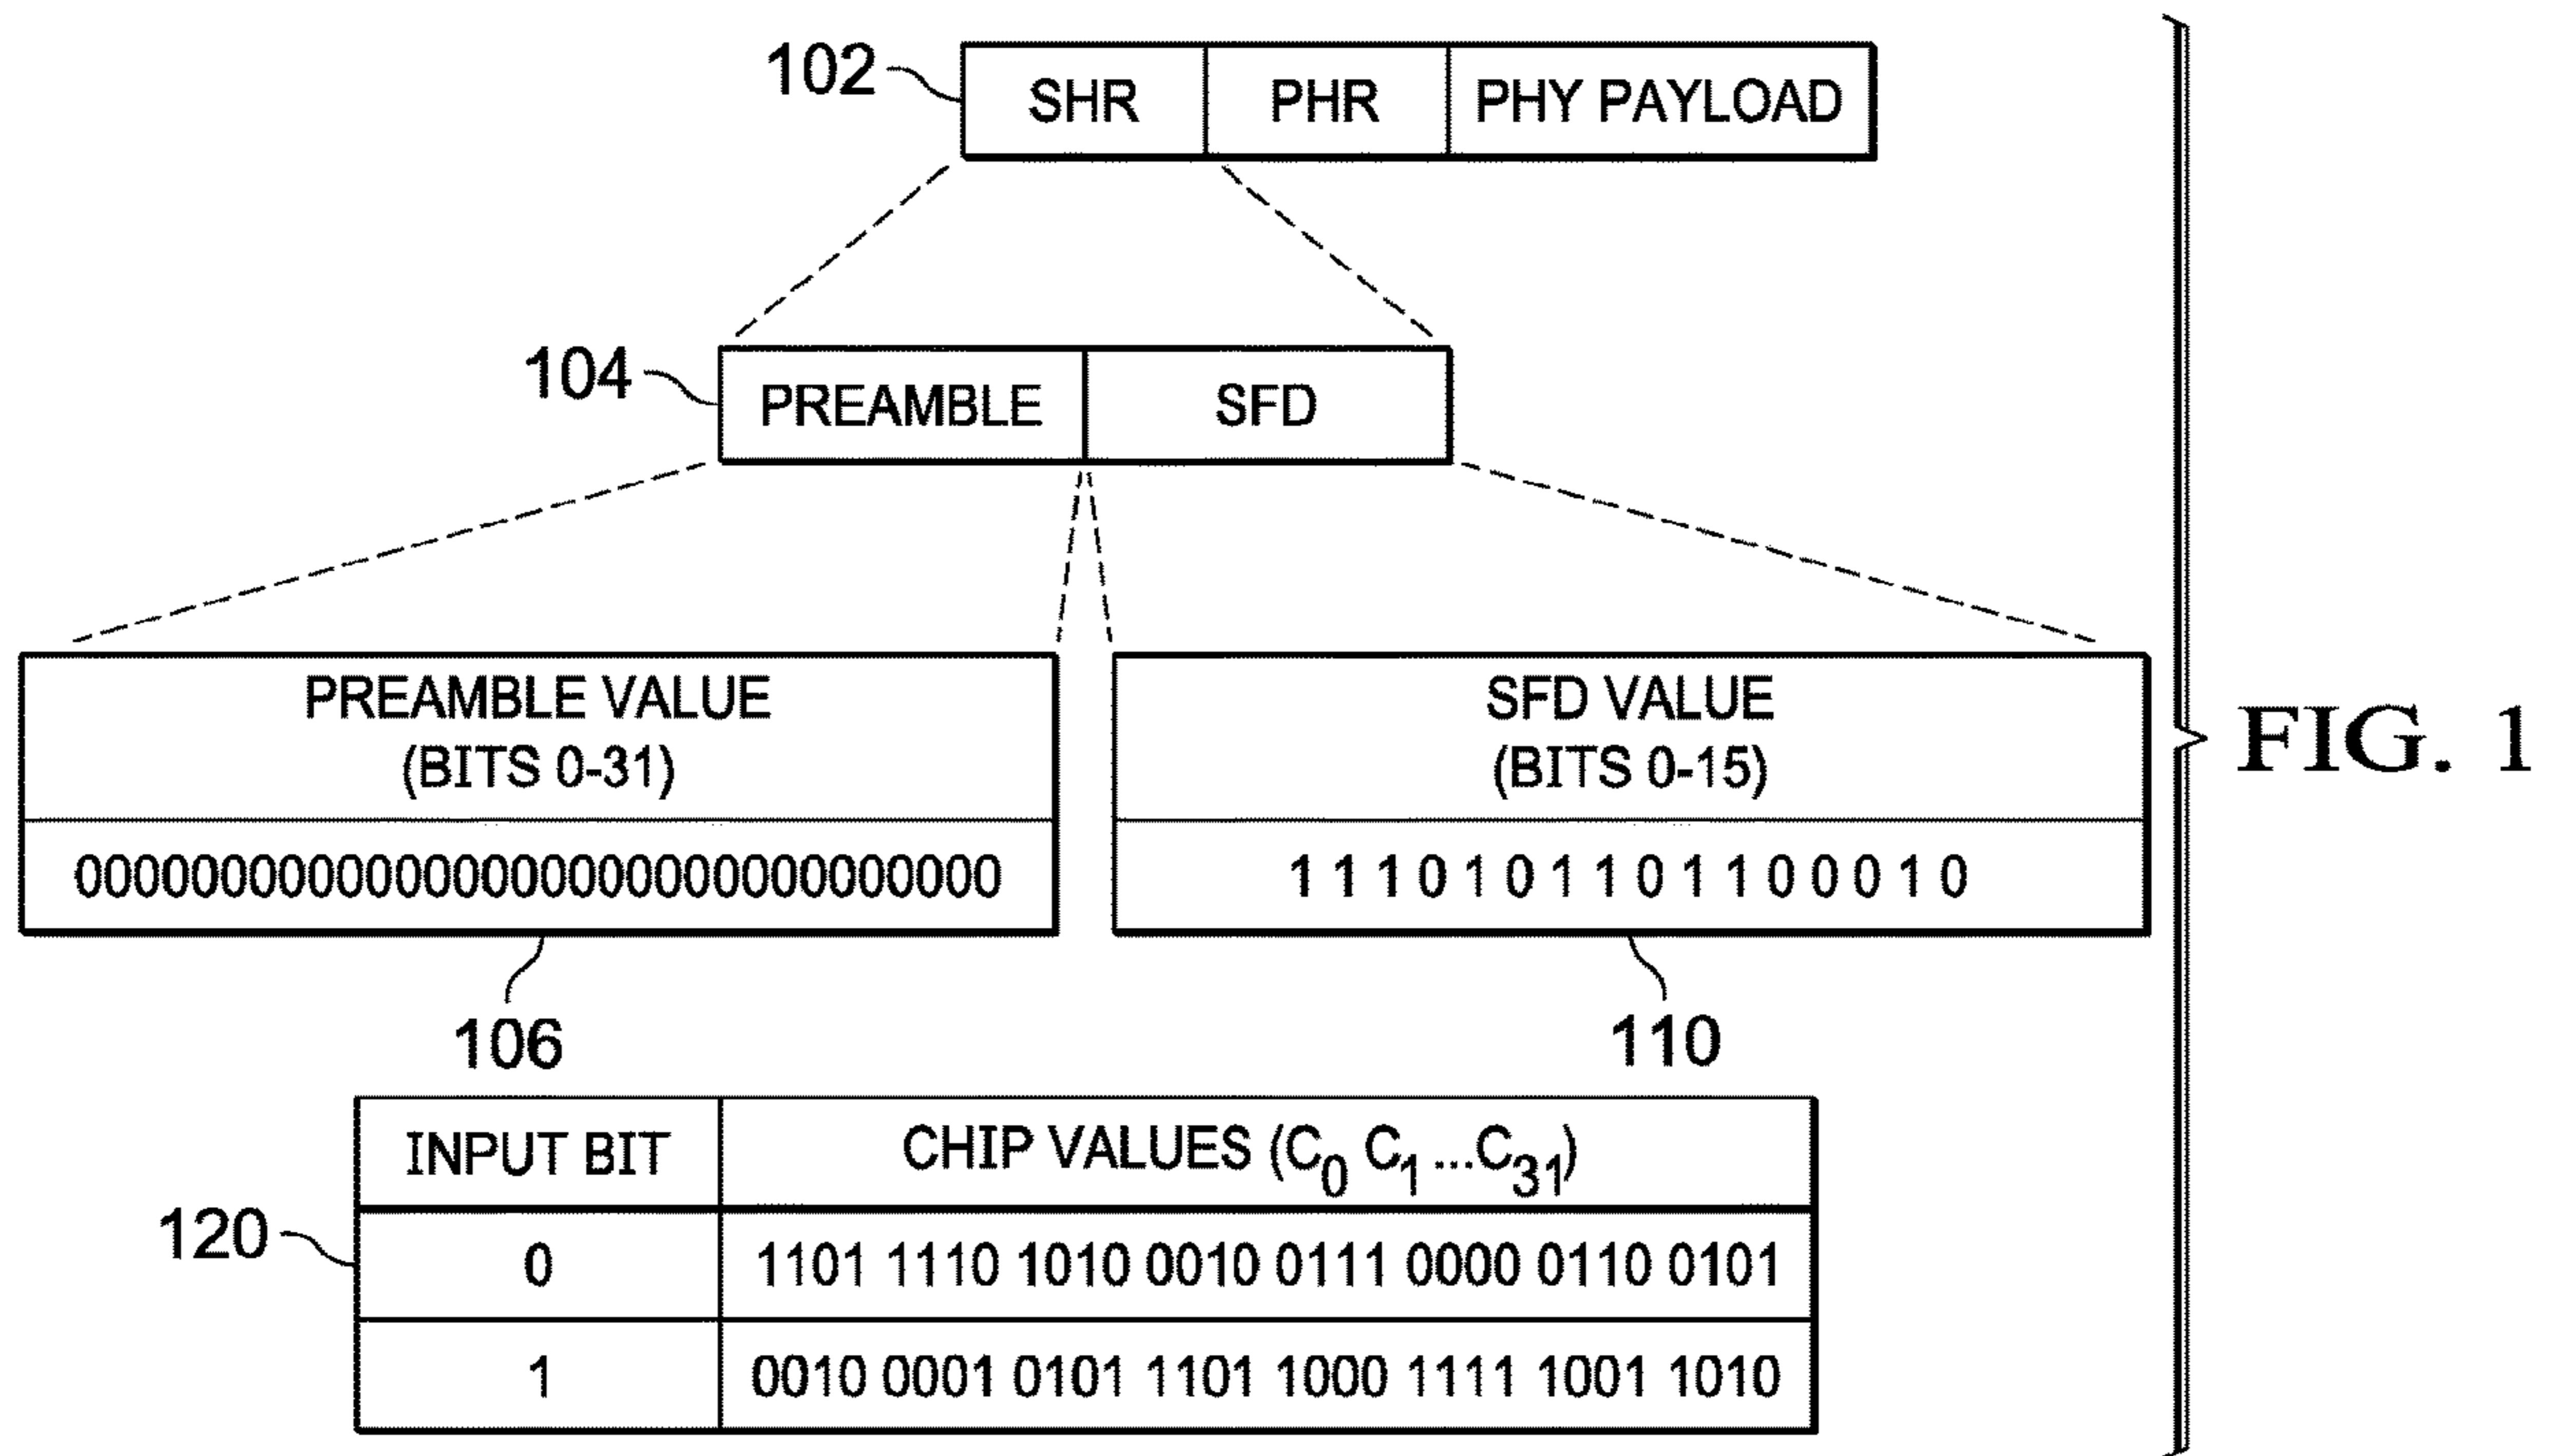 102 SHR PHR PHY PAYLOAD
104 PREAMBLE SFD
PREAMBLE VALUE
(BITS 0-31)
00000000000000000000000000000000
SFD VALUE
(BITS 0-15)
1 1 1 0 1 0 1 1 0 1 1 0 0 0 1 0
FIG. 1
106
110
INPUT BIT CHIP VALUES (C0 C1 ...C31)
120
0 1101 1110 1010 0010 0111 0000 0110 0101
1 0010 0001 0101 1101 1000 1111 1001 1010